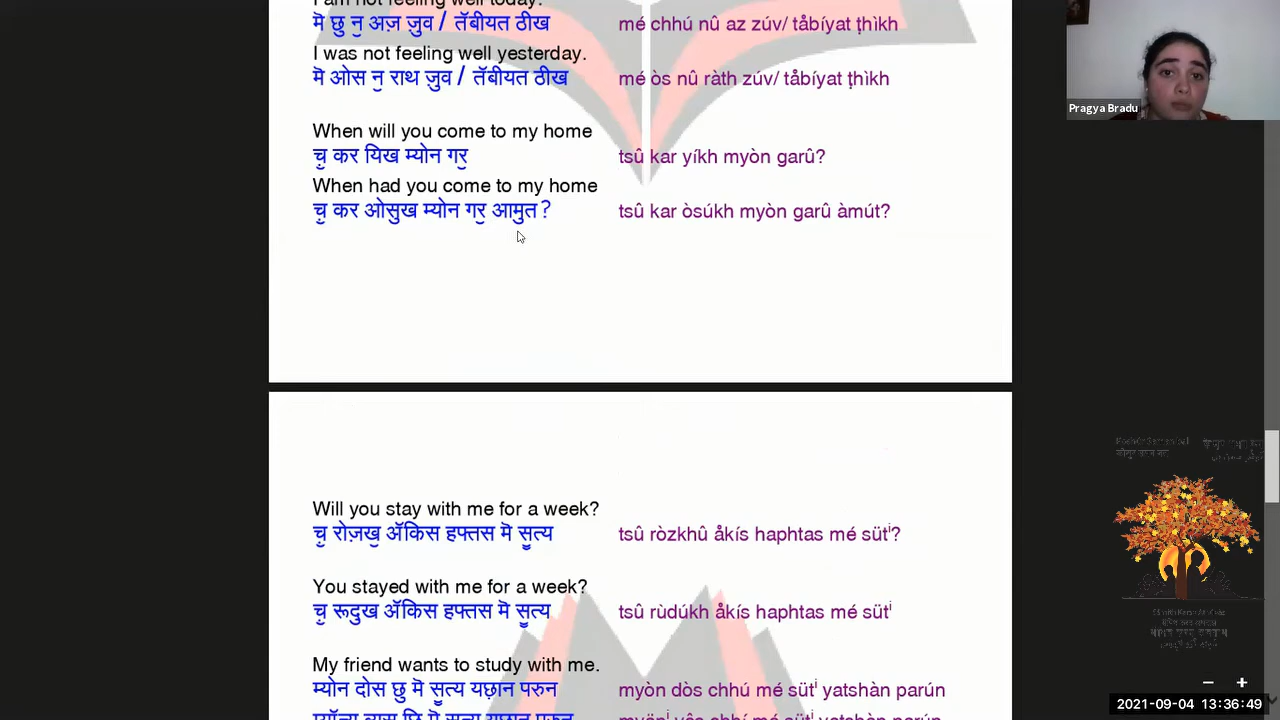 I am not feeling well today.
मे छु नॖ अज़ ज़ुव / तॅबीयत ठीख mé chhú nû az zúv/ tåbíyat ṭhìkh
I was not feeling well yesterday.
मे ओस नॖ राथ ज़ुव / तॅबीयत ठीख mé òs nû ràth zúv/ tåbíyat ṭhìkh
When will you come to my home
च़ॖ कर यिख म्योन गरॖ tsû kar yíkh myòn garû?
When had you come to my home
च़ॖ कर ओसुख म्योन गरॖ आमुत? tsû kar òsúkh myòn garû àmút?
Will you stay with me for a week?
च़ॖ रोज़खॖ ॲकिस हफ्तस मे सॗत्य tsû ròzkhû åkís haphtas mé sütⁱ?
You stayed with me for a week?
च़ॖ रूदुख ॲकिस हफ्तस मे सॗत्य tsû rùdúkh åkís haphtas mé sütⁱ
My friend wants to study with me.
म्योन दोस छु मे सॗत्य यछ़ान परुन myòn dòs chhú mé sütⁱ yatshàn parún
Pragya Bradu
2021-09-04 13:36:49